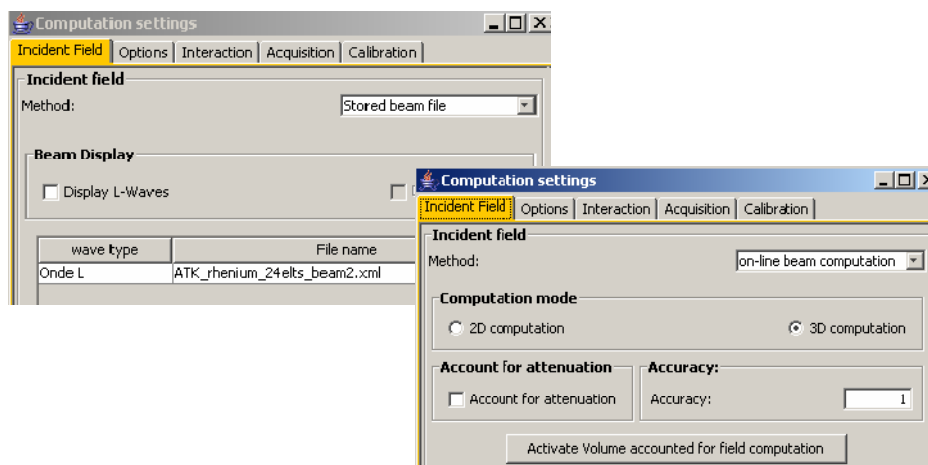 Computation settings
Incident Field Options Interaction Acquisition Calibration
Incident field
Method: Stored beam file
Beam Display
Display L-Waves
wave type File name
Onde L ATK_rhenium_24elts_beam2.xml
Computation settings
Incident Field Options Interaction Acquisition Calibration
Incident field
Method: on-line beam computation
Computation mode
2D computation 3D computation
Account for attenuation Accuracy:
Account for attenuation Accuracy: 1
Activate Volume accounted for field computation